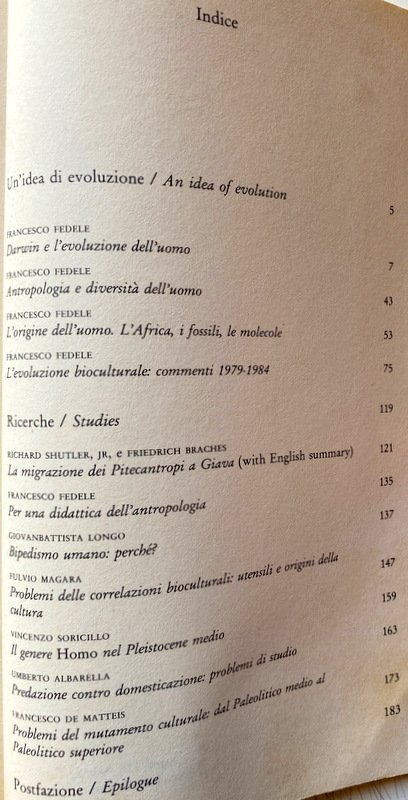 Indice
Un'idea di evoluzione / An idea of evolution 5
FRANCESCO FEDELE
Darwin e l'evoluzione dell'uomo 7
FRANCESCO FEDELE
Antropologia e diversità dell'uomo 43
FRANCESCO FEDELE
L'origine dell'uomo. L'Africa, i fossili, le molecole 53
FRANCESCO FEDELE
L'evoluzione bioculturale: commenti 1979-1984 75
Ricerche / Studies 119
RICHARD SHUTLER, JR, e FRIEDRICH BRACHES
La migrazione dei Pitecantropi a Giava (with English summary) 121
FRANCESCO FEDELE
Per una didattica dell'antropologia 135
GIOVANBATTISTA LONGO
Bipedismo umano: perché? 137
FULVIO MAGARA
Problemi delle correlazioni bioculturali: utensili e origini della
cultura 147
VINCENZO SORICILLO
Il genere Homo nel Pleistocene medio 159
UMBERTO ALBARELLA
Predazione contro domesticazione: problemi di studio 163
FRANCESCO DE MATTEIS
Problemi del mutamento culturale: dal Paleolitico medio al
Paleolitico superiore 173
Postfazione / Epilogue 183